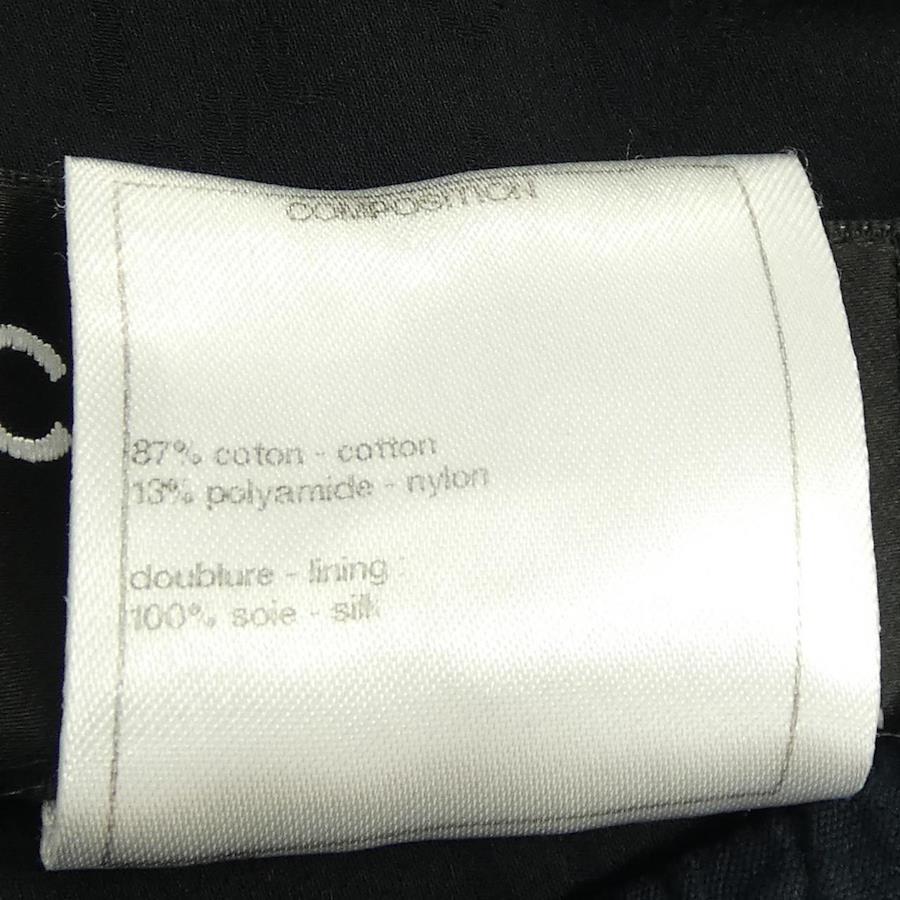 COMPOSITION
C
87% coton - cotton
13% polyamide - nylon
doublure - lining :
100% soie - silk